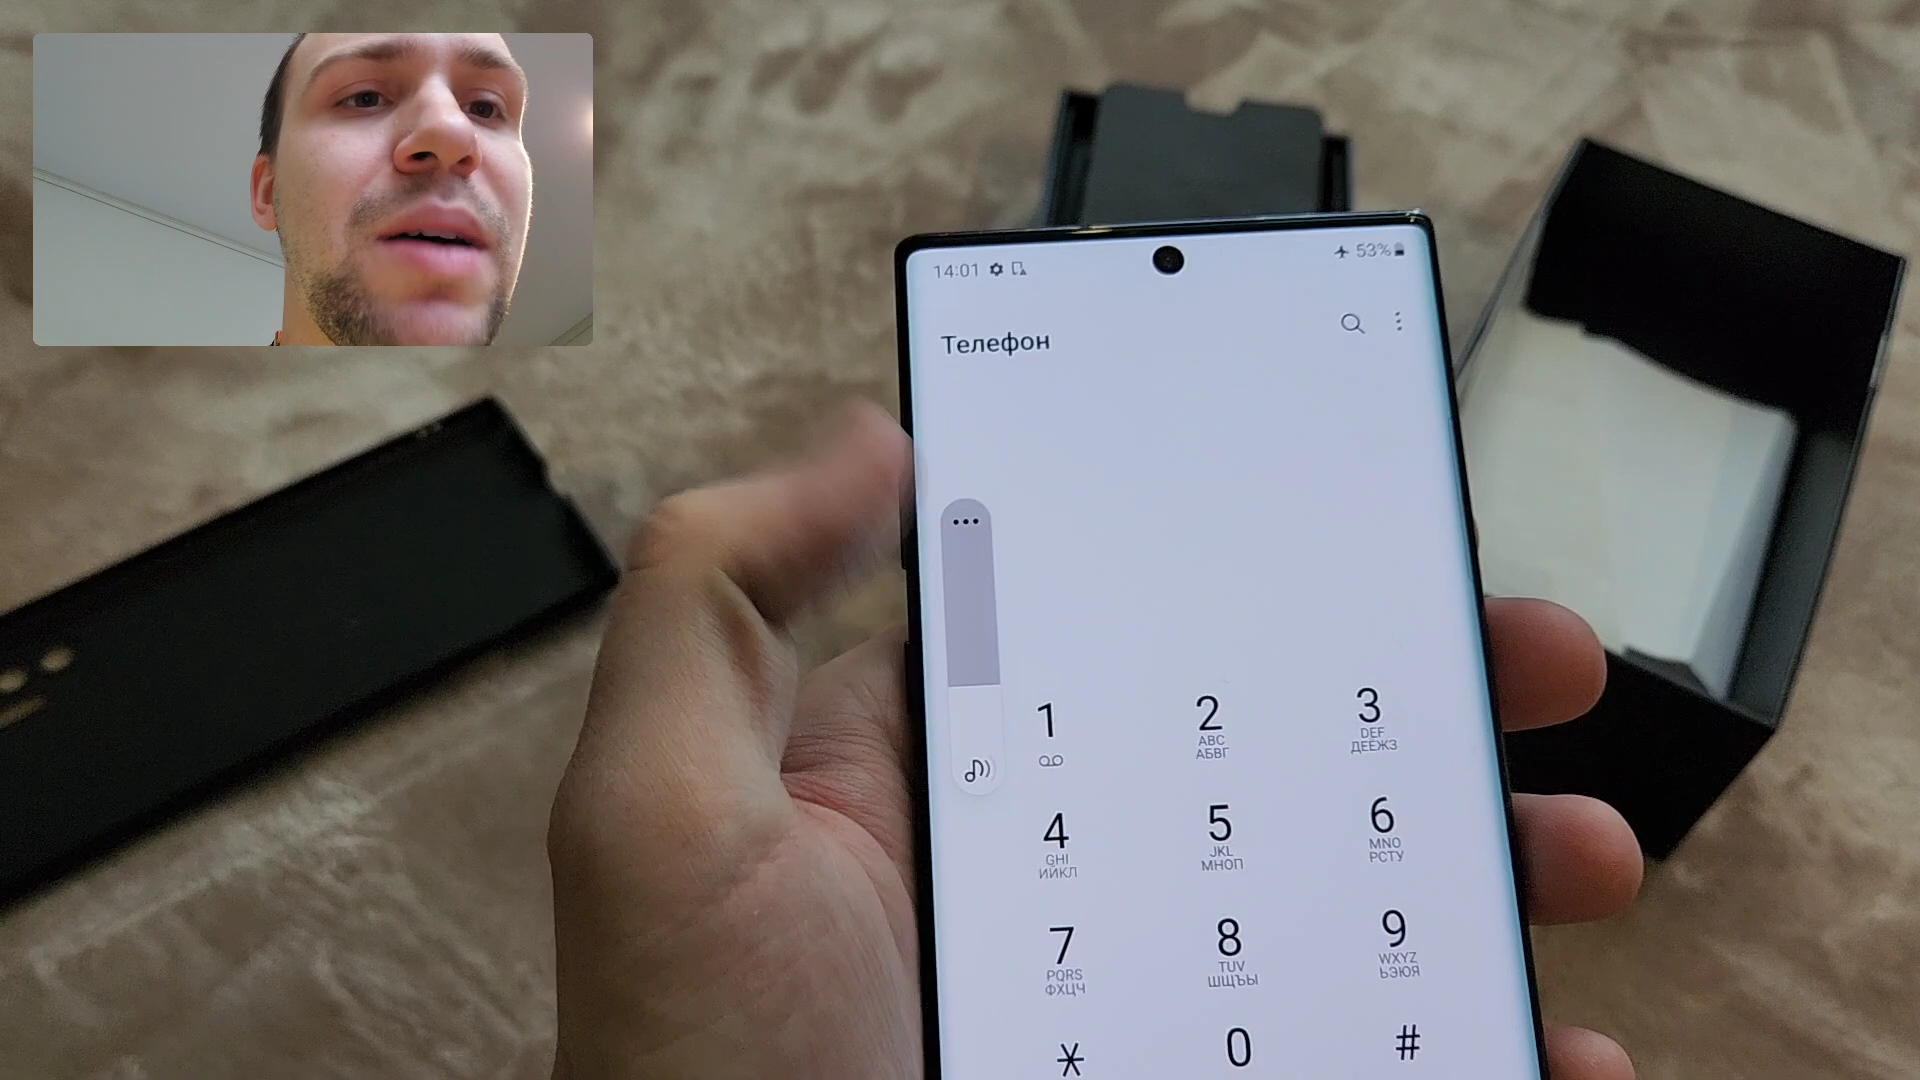 14:01
53%
Телефон
1
2
ABC
АБВГ
3
DEF
ДЕЁЖЗ
4
GHI
ИЙКЛ
5
JKL
МНОП
6
MNO
РСТУ
7
PQRS
ФХЦЧ
8
TUV
ШЩЪЫ
9
WXYZ
ЬЭЮЯ
*
0
#